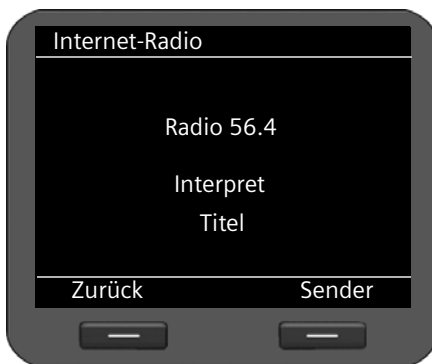 Internet-Radio
Radio 56.4
Interpret
Titel
Zurück Sender